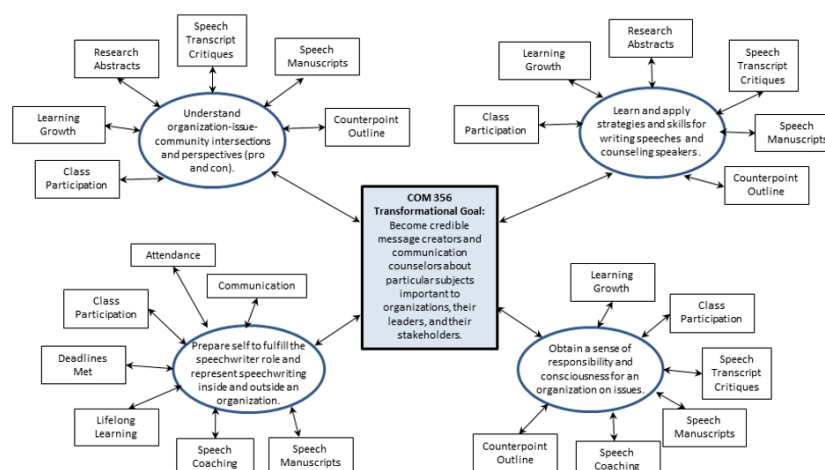 Research
Abstracts
Speech
Transcript
Critiques
Speech
Manuscripts
Learning
Growth
Understand
organization-issue-
community intersections
and perspectives (pro
and con).
Counterpoint
Outline
Class
Participation
Learning
Growth
Research
Abstracts
Speech
Transcript
Critiques
Class
Participation
Learn and apply
strategies and skills for
writing speeches and
counseling speakers.
Speech
Manuscripts
Counterpoint
Outline
COM 356
Transformational Goal:
Become credible
message creators and
communication
counselors about
particular subjects
important to
organizations, their
leaders, and their
stakeholders.
Attendance
Communication
Class
Participation
Deadlines
Met
Prepare self to fulfill the
speechwriter role and
represent speechwriting
inside and outside an
organization.
Lifelong
Learning
Speech
Coaching
Speech
Manuscripts
Learning
Growth
Class
Participation
Obtain a sense of
responsibility and
consciousness for an
organization on issues.
Speech
Transcript
Critiques
Speech
Manuscripts
Counterpoint
Outline
Speech
Coaching